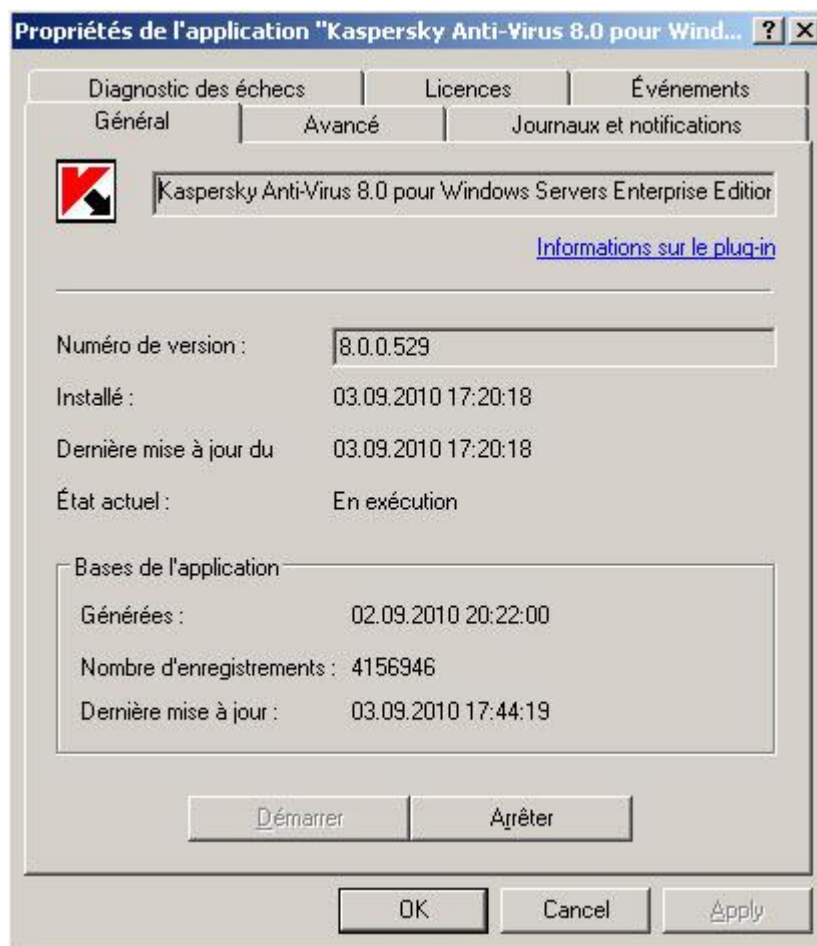 Propriétés de l'application "Kaspersky Anti-Virus 8.0 pour Wind...
Diagnostic des échecs Licences Événements
Général Avancé Journaux et notifications
Kaspersky Anti-Virus 8.0 pour Windows Servers Enterprise Edition
Informations sur le plug-in
Numéro de version : 8.0.0.529
Installé : 03.09.2010 17:20:18
Dernière mise à jour du 03.09.2010 17:20:18
État actuel : En exécution
Bases de l'application
Générées : 02.09.2010 20:22:00
Nombre d'enregistrements : 4156946
Dernière mise à jour : 03.09.2010 17:44:19
Démarrer Arrêter
OK Cancel Apply